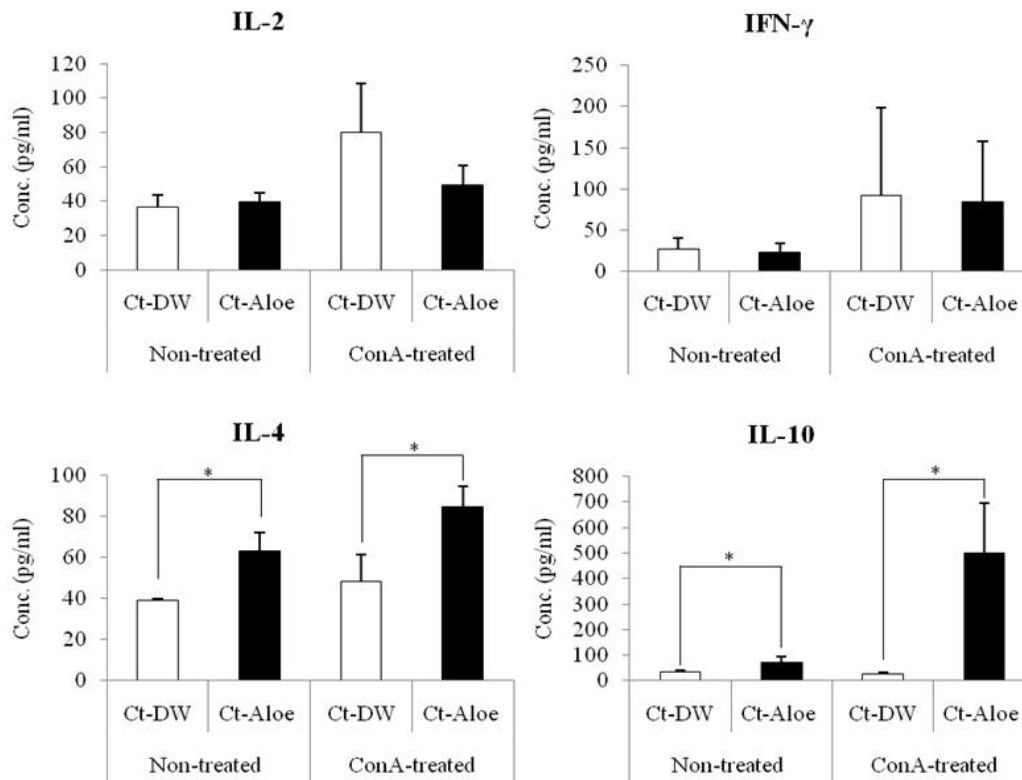 IL-2
Conc. (pg/ml)
120
100
80
60
40
20
0
Ct-DW Ct-Aloe Ct-DW Ct-Aloe
Non-treated ConA-treated
IFN-γ
Conc. (pg/ml)
250
200
150
100
50
0
Ct-DW Ct-Aloe Ct-DW Ct-Aloe
Non-treated ConA-treated
IL-4
Conc. (pg/ml)
100
80
60
40
20
0
* *
Ct-DW Ct-Aloe Ct-DW Ct-Aloe
Non-treated ConA-treated
IL-10
Conc. (pg/ml)
800
700
600
500
400
300
200
100
0
* *
Ct-DW Ct-Aloe Ct-DW Ct-Aloe
Non-treated ConA-treated